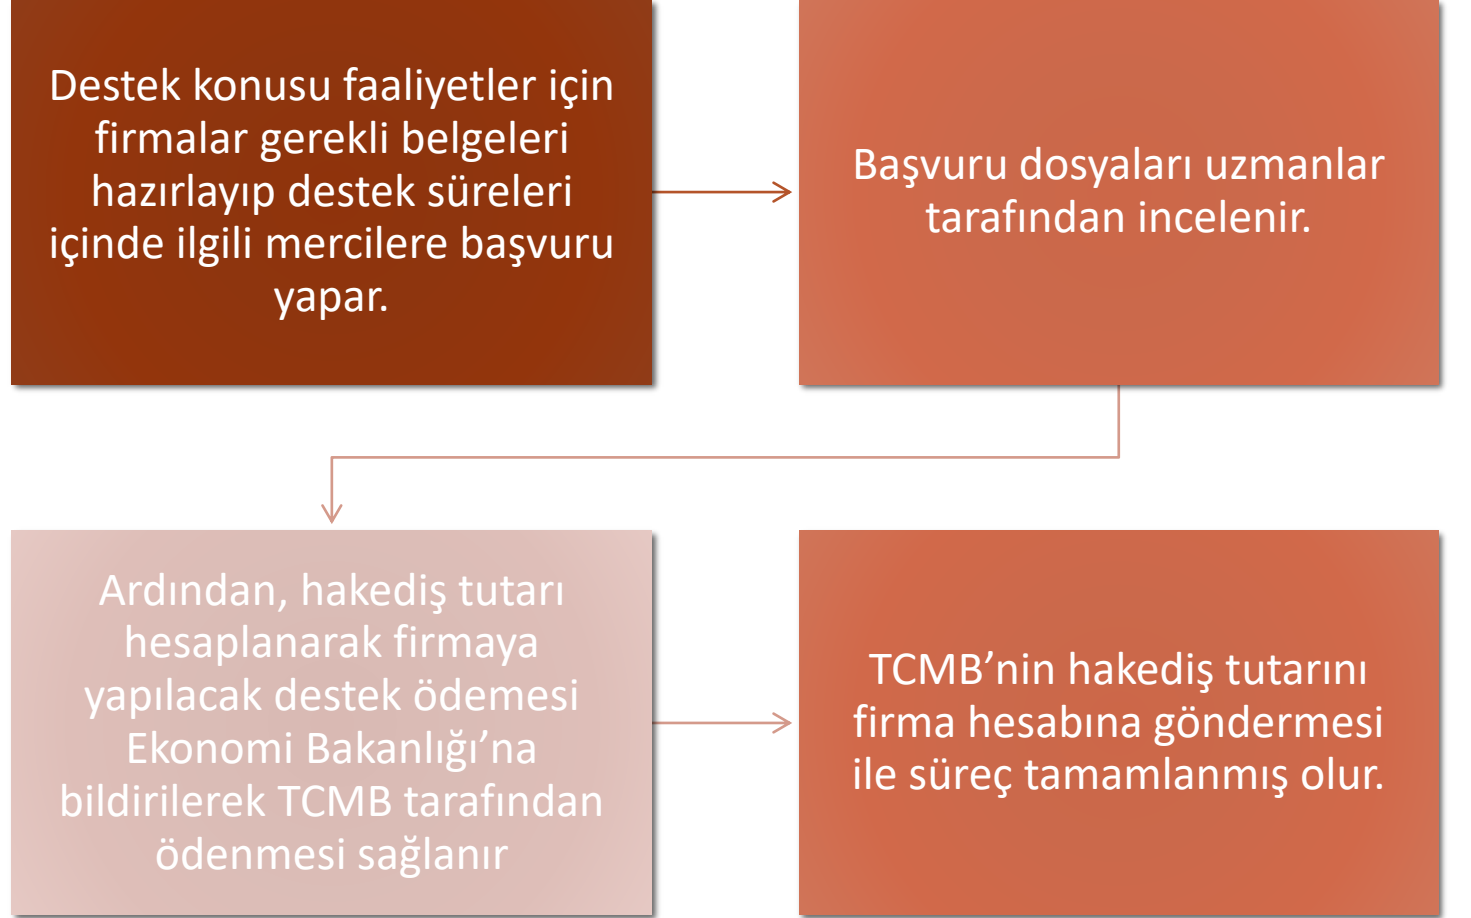 Destek konusu faaliyetler için
firmalar gerekli belgeleri
hazırlayıp destek süreleri
içinde ilgili mercilere başvuru
yapar.
Başvuru dosyaları uzmanlar
tarafından incelenir.
Ardından, hakediş tutarı
hesaplanarak firmaya
yapılacak destek ödemesi
Ekonomi Bakanlığı’na
bildirilerek TCMB tarafından
ödenmesi sağlanır
TCMB’nin hakediş tutarını
firma hesabına göndermesi
ile süreç tamamlanmış olur.